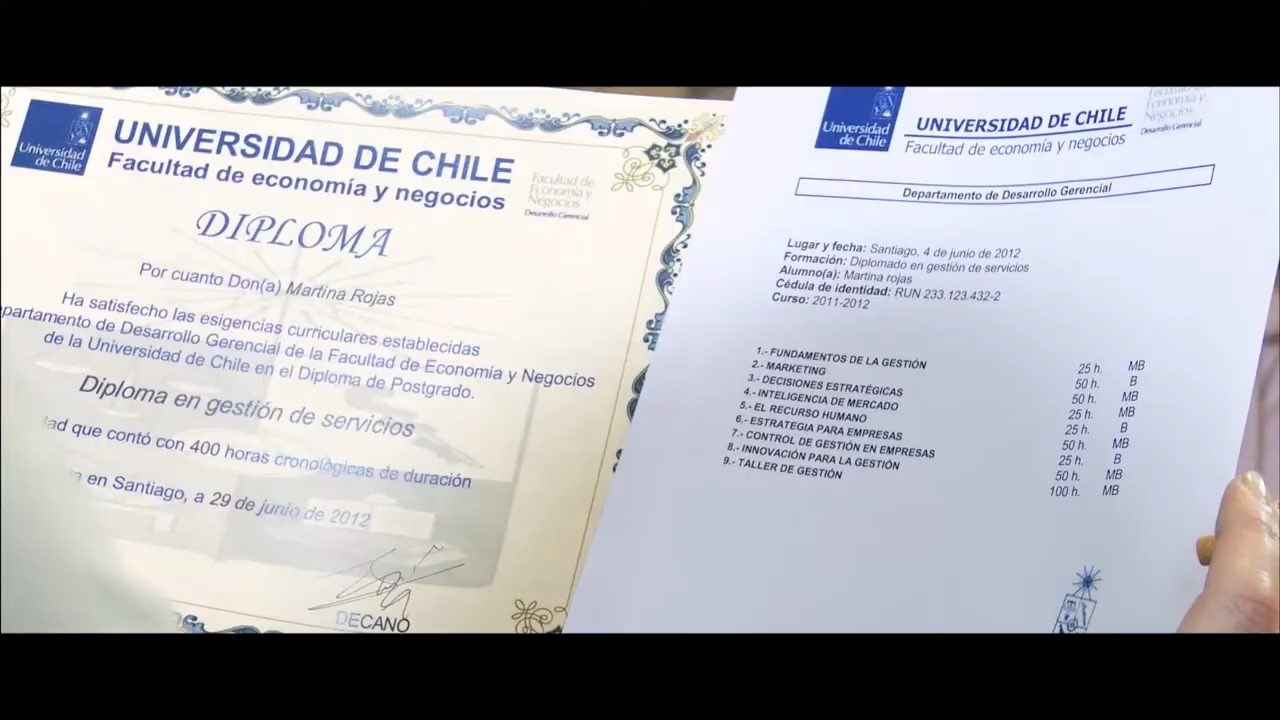 Universidad
de Chile
UNIVERSIDAD DE CHILE
Facultad de economía y negocios
Facultad de
Economía y
Negocios
Desarrollo Gerencial
DIPLOMA
Por cuanto Don(a) Martina Rojas
Ha satisfecho las esigencias curriculares establecidas
partamento de Desarrollo Gerencial de la Facultad de Economía y Negocios
de la Universidad de Chile en el Diploma de Postgrado.
Diploma en gestión de servicios
ad que contó con 400 horas cronológicas de duración
en Santiago, a 29 de junio de 2012
DECANO
Universidad
de Chile
UNIVERSIDAD DE CHILE
Facultad de economía y negocios
Facultad de
Economía y
Negocios
Desarrollo Gerencial
Departamento de Desarrollo Gerencial
Lugar y fecha: Santiago, 4 de junio de 2012
Formación: Diplomado en gestión de servicios
Alumno(a): Martina rojas
Cédula de identidad: RUN 233.123.432-2
Curso: 2011-2012
1.- FUNDAMENTOS DE LA GESTIÓN 25 h. MB
2.- MARKETING 50 h. B
3.- DECISIONES ESTRATÉGICAS 50 h. MB
4.- INTELIGENCIA DE MERCADO 25 h. MB
5.- EL RECURSO HUMANO 25 h. B
6.- ESTRATEGIA PARA EMPRESAS 50 h. MB
7.- CONTROL DE GESTIÓN EN EMPRESAS 25 h. B
8.- INNOVACIÓN PARA LA GESTIÓN 50 h. MB
9.- TALLER DE GESTIÓN 100 h. MB